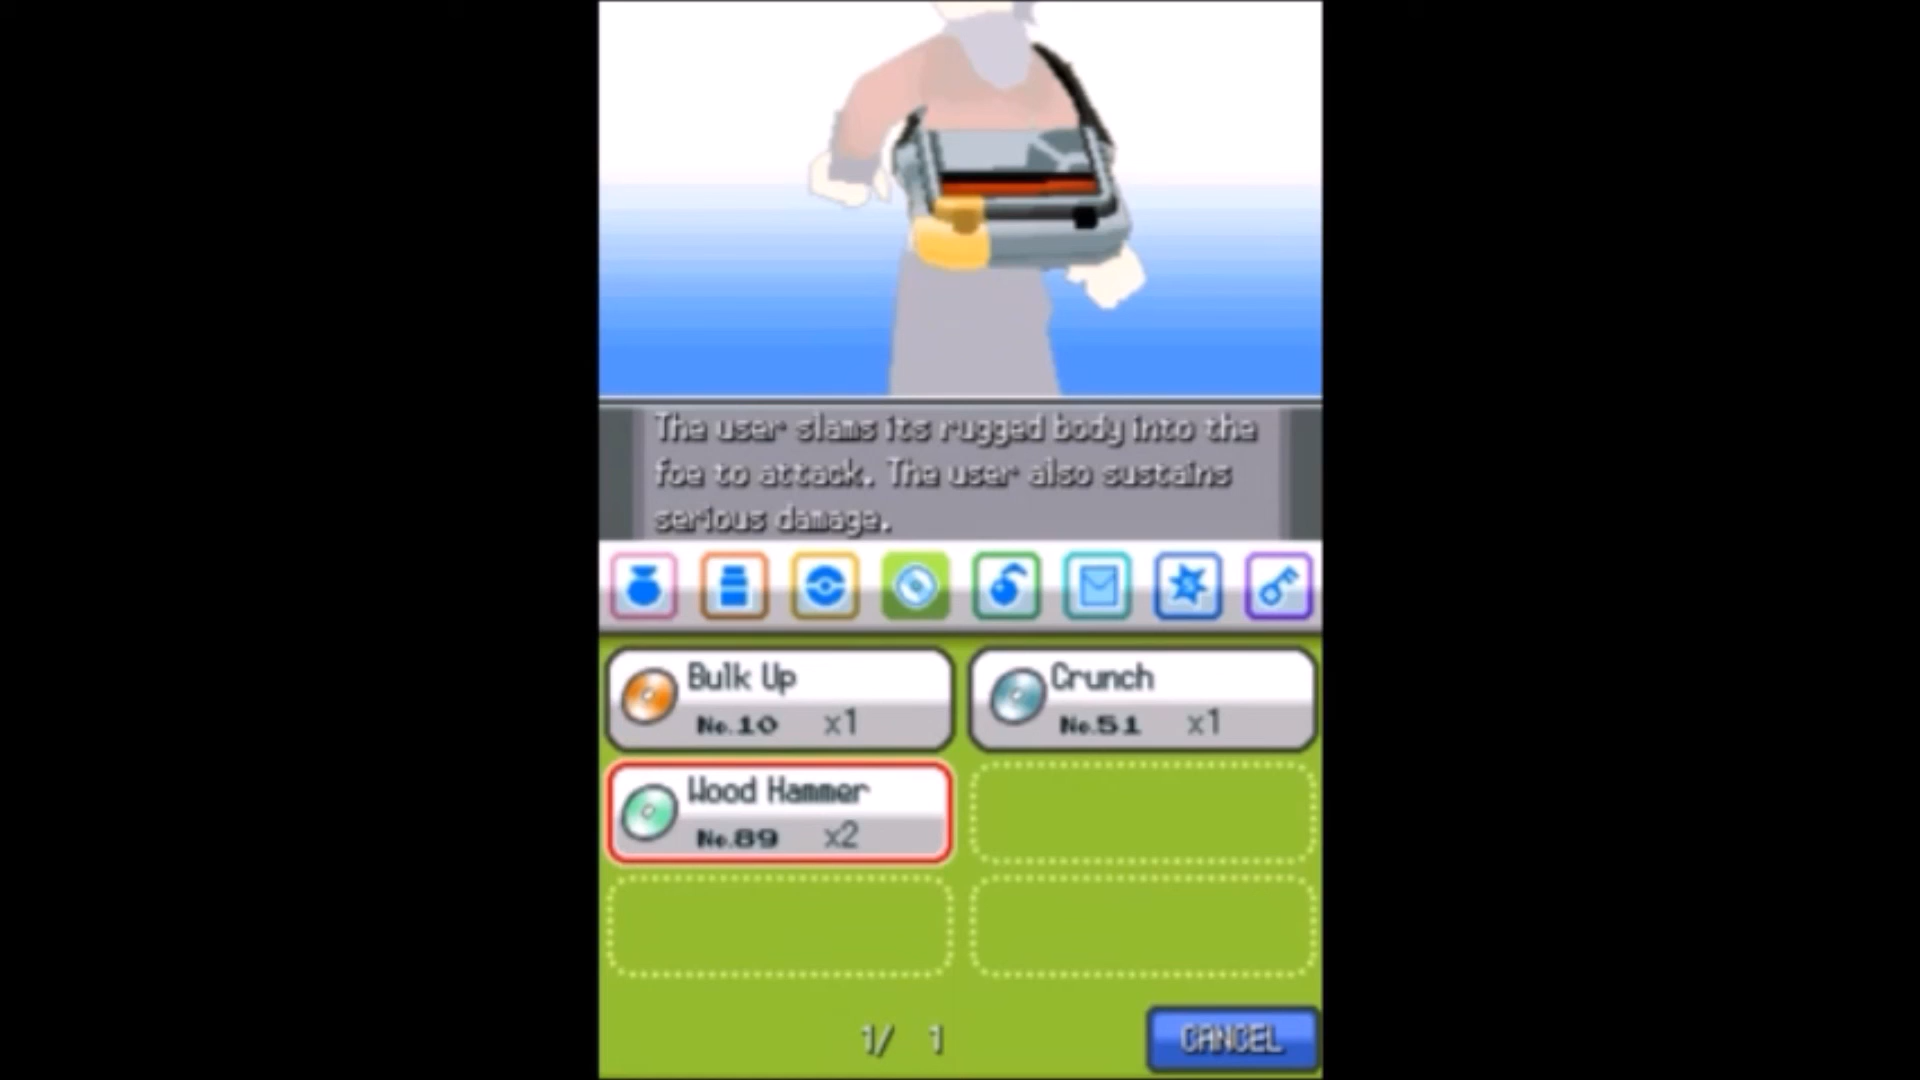 The user slams its rugged body into the
foe to attack. The user also sustains
serious damage.
Bulk Up
No.10 x1
Crunch
No.51 x1
Wood Hammer
No.89 x2
1/ 1
CANCEL